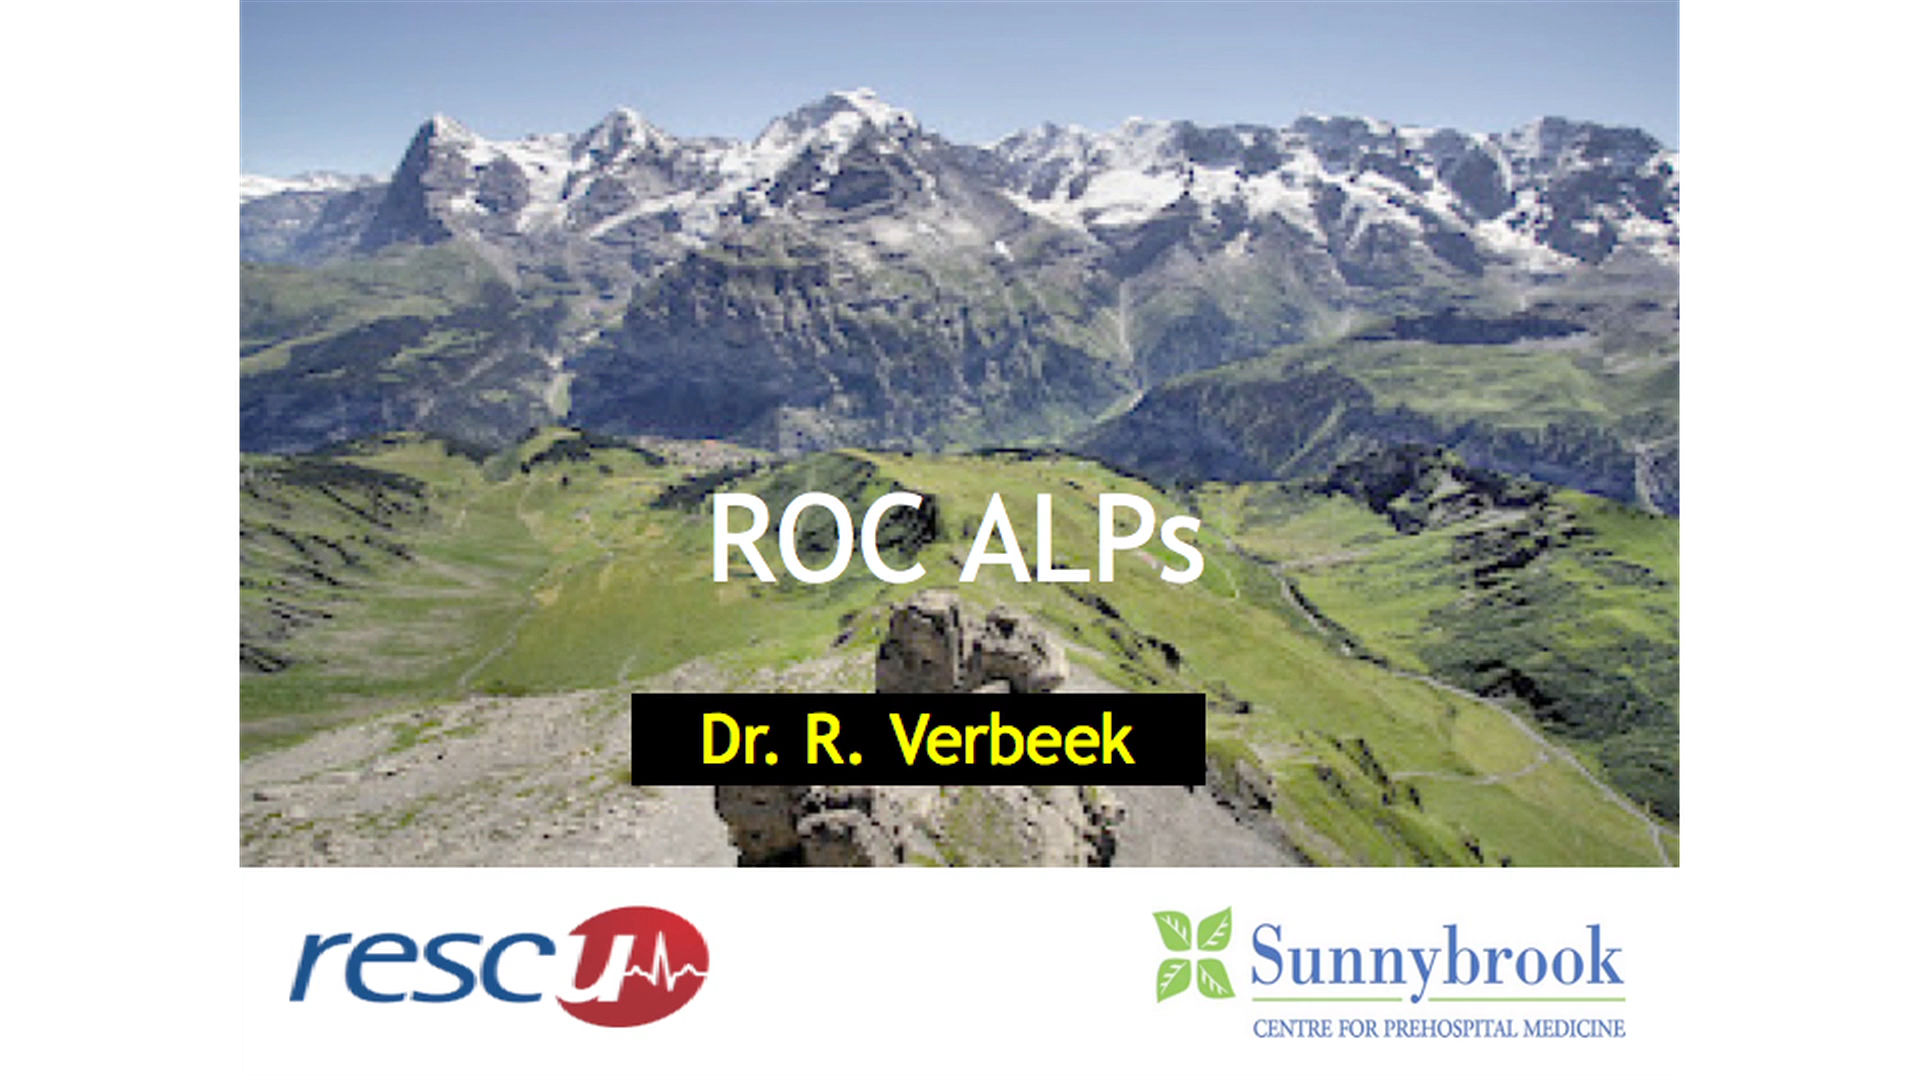 ROC ALPs
Dr. R. Verbeek
rescu
Sunnybrook
CENTRE FOR PREHOSPITAL MEDICINE